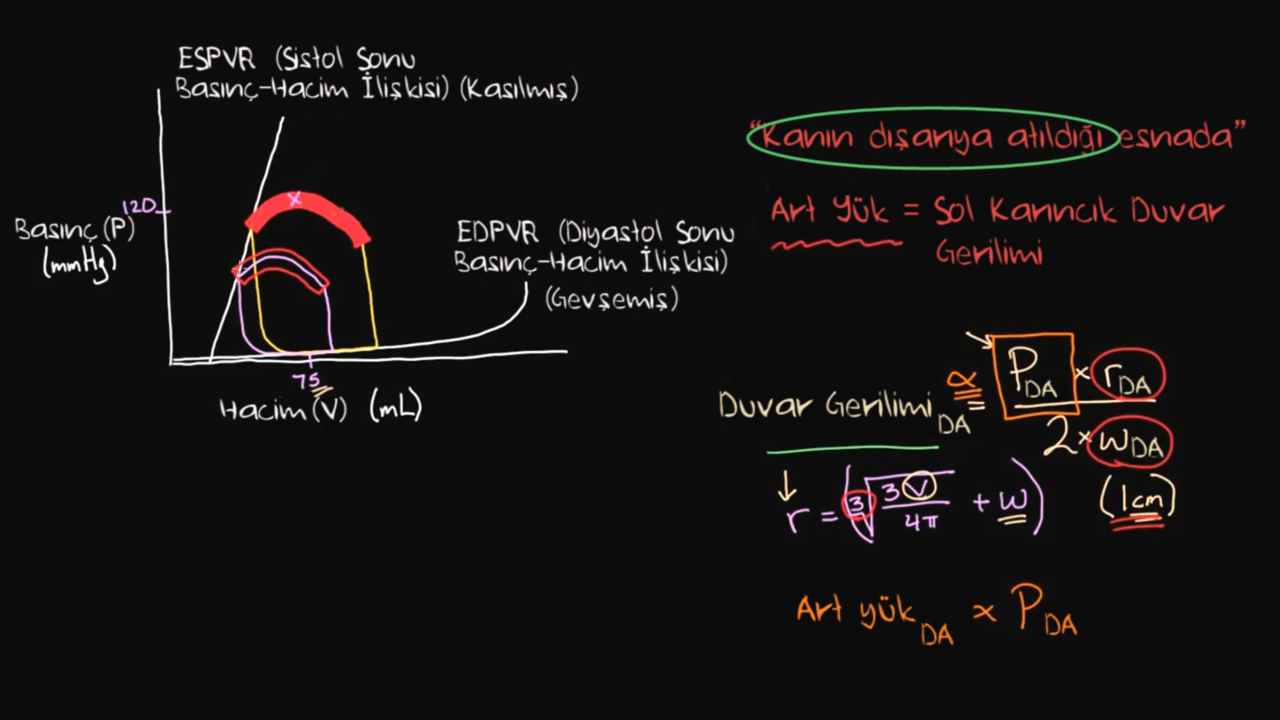 ESPVR (Sistol Sonu
Basınç-Hacim İlişkisi) (Kasılmış)
120
Basınç (P)
(mmHg)
x
EDPVR (Diyastol Sonu
Basınç-Hacim İlişkisi)
(Gevşemiş)
75
Hacim (V) (mL)
"Kanın dışarıya atıldığı esnada"
Art Yük = Sol Karıncık Duvar
Gerilimi
Duvar Gerilimi DA ∝ = P DA × r DA
2 × w DA
(1cm)
r = (∛ 3V / 4π + w)
Art yük DA ∝ P DA